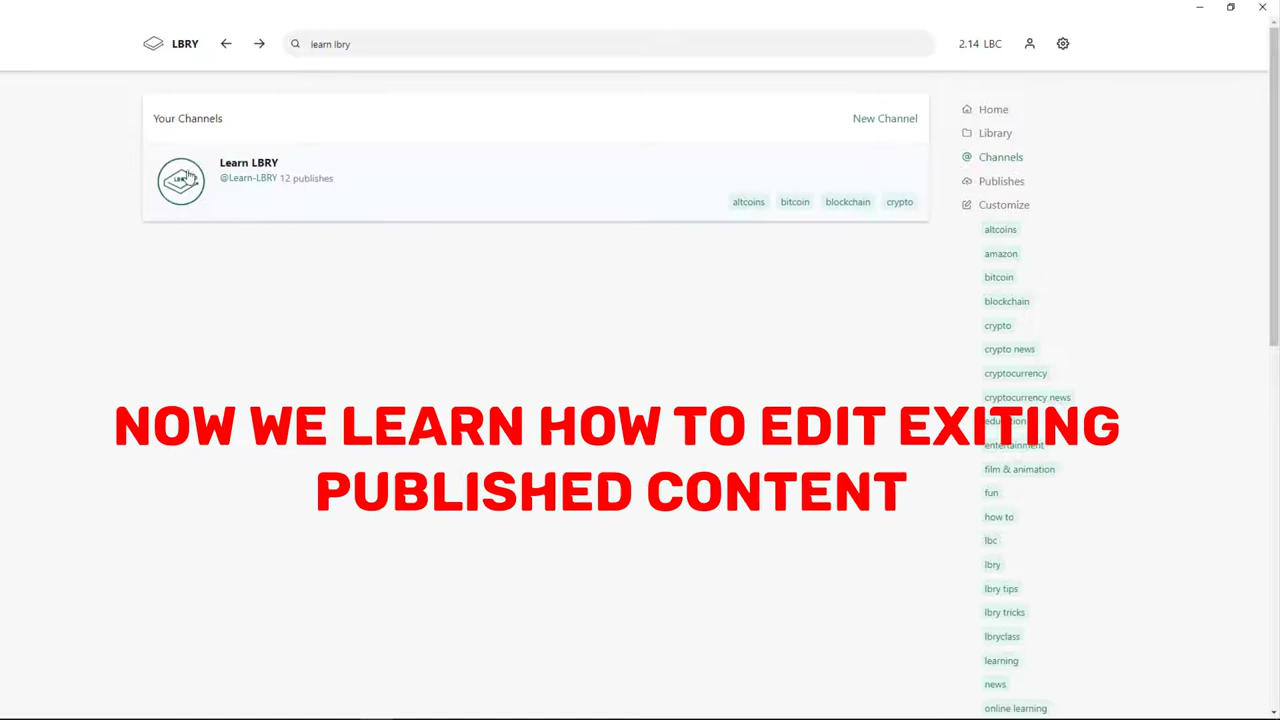 LBRY
learn lbry
2.14 LBC
Your Channels
New Channel
Learn LBRY
@Learn-LBRY 12 publishes
altcoins bitcoin blockchain crypto
Home
Library
Channels
Publishes
Customize
altcoins
amazon
bitcoin
blockchain
crypto
crypto news
cryptocurrency
cryptocurrency news
education
entertainment
film & animation
fun
how to
lbc
lbry
lbry tips
lbry tricks
lbryclass
learning
news
online learning
NOW WE LEARN HOW TO EDIT EXITING
PUBLISHED CONTENT